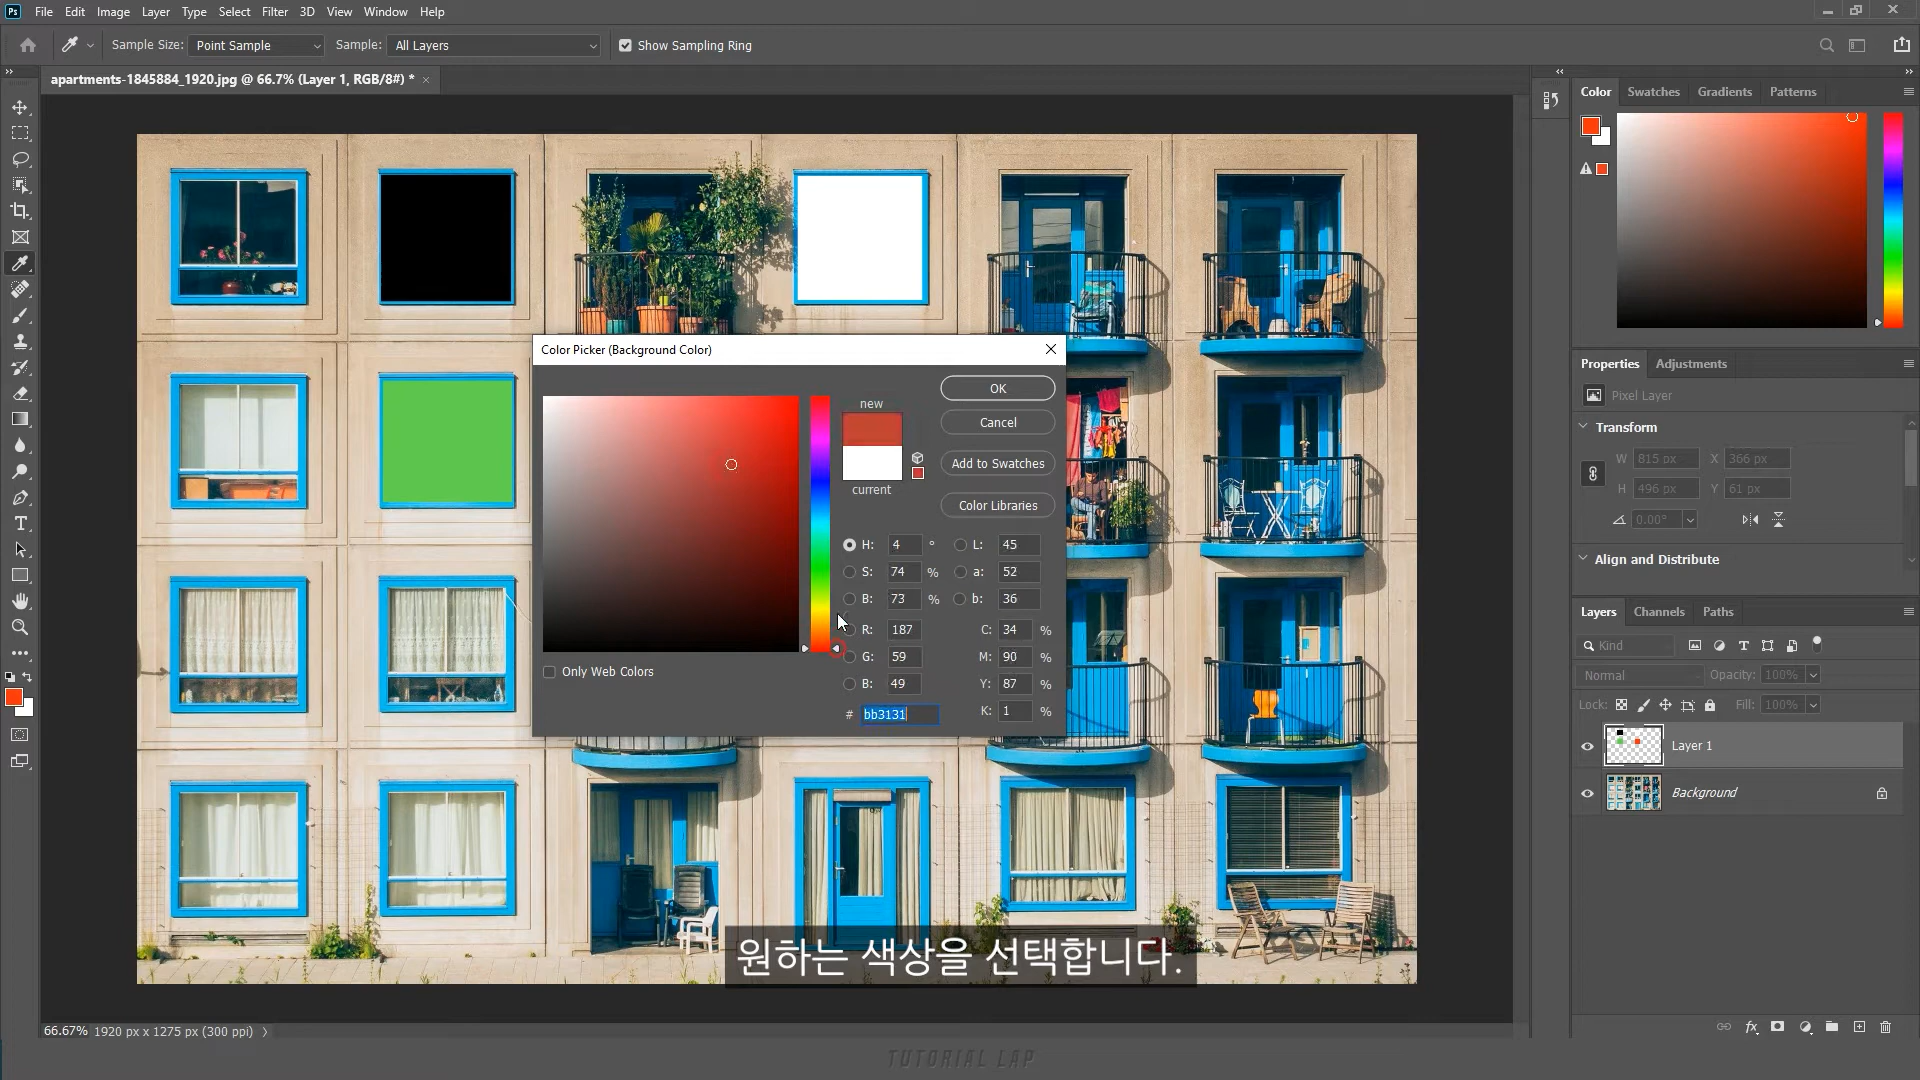 Ps File Edit Image Layer Type Select Filter 3D View Window Help
Sample Size: Point Sample Sample: All Layers Show Sampling Ring
apartments-1845884_1920.jpg @ 66.7% (Layer 1, RGB/8#) *
Color Swatches Gradients Patterns
Color Picker (Background Color)
new
current
OK
Cancel
Add to Swatches
Color Libraries
H: 4 ° L: 45
S: 74 % a: 52
B: 73 % b: 36
R: 187 C: 34 %
G: 59 M: 90 %
B: 49 Y: 87 %
# bb3131 K: 1 %
Only Web Colors
Properties Adjustments
Pixel Layer
Transform
W 815 px X 366 px
H 496 px Y 61 px
0.00°
Align and Distribute
Layers Channels Paths
Kind
Normal Opacity: 100%
Lock: Fill: 100%
Layer 1
Background
원하는 색상을 선택합니다.
66.67% 1920 px x 1275 px (300 ppi)
TUTORIAL LAP